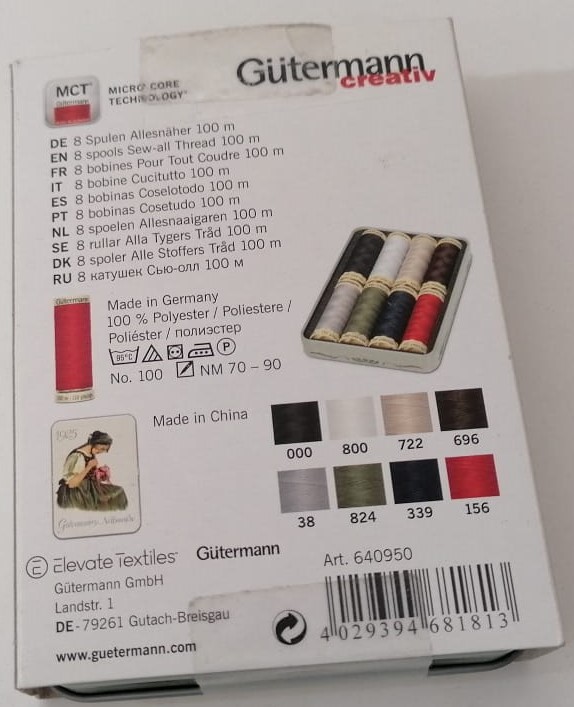 MCT
Gütermann
MICRO CORE
TECHNOLOGY
Gütermann
creativ
DE 8 Spulen Allesnäher 100 m
EN 8 spools Sew-all Thread 100 m
FR 8 bobines Pour Tout Coudre 100 m
IT 8 bobine Cucitutto 100 m
ES 8 bobinas Coselotodo 100 m
PT 8 bobinas Cosetudo 100 m
NL 8 spoelen Allesnaaigaren 100 m
SE 8 rullar Alla Tygers Tråd 100 m
DK 8 spoler Alle Stoffers Tråd 100 m
RU 8 катушек Сью-олл 100 м
Gütermann
Made in Germany
100 % Polyester / Poliestere /
Poliéster / полиэстер
95°C P
No. 100 NM 70 – 90
1925
Made in China
000 800 722 696
38 824 339 156
Elevate Textiles Gütermann
Gütermann GmbH
Landstr. 1
DE-79261 Gutach-Breisgau
www.guetermann.com
Art. 640950
4 029394 681813